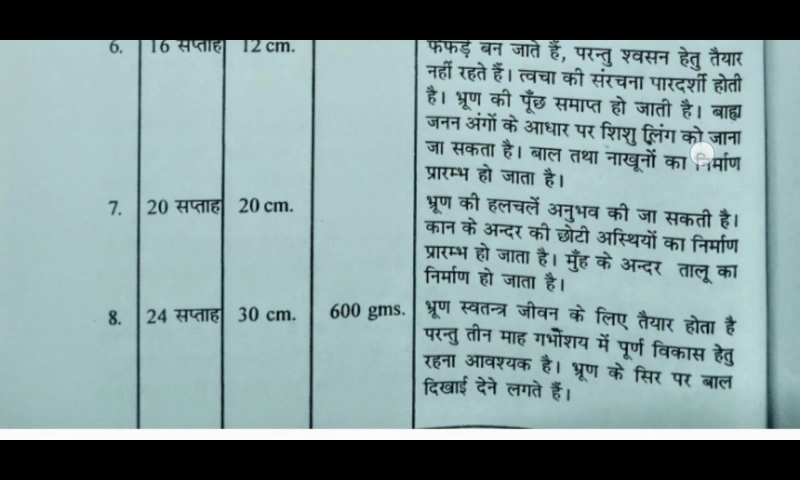 6. 16 सप्ताह 12 cm. फेफड़े बन जाते हैं, परन्तु श्वसन हेतु तैयार
नहीं रहते हैं। त्वचा की संरचना पारदर्शी होती
है। भ्रूण की पूँछ समाप्त हो जाती है। बाह्य
जनन अंगों के आधार पर शिशु लिंग को जाना
जा सकता है। बाल तथा नाखूनों का निर्माण
प्रारम्भ हो जाता है।
7. 20 सप्ताह 20 cm. भ्रूण की हलचलें अनुभव की जा सकती है।
कान के अन्दर की छोटी अस्थियों का निर्माण
प्रारम्भ हो जाता है। मुँह के अन्दर तालू का
निर्माण हो जाता है।
8. 24 सप्ताह 30 cm. 600 gms. भ्रूण स्वतन्त्र जीवन के लिए तैयार होता है
परन्तु तीन माह गर्भाशय में पूर्ण विकास हेतु
रहना आवश्यक है। भ्रूण के सिर पर बाल
दिखाई देने लगते हैं।